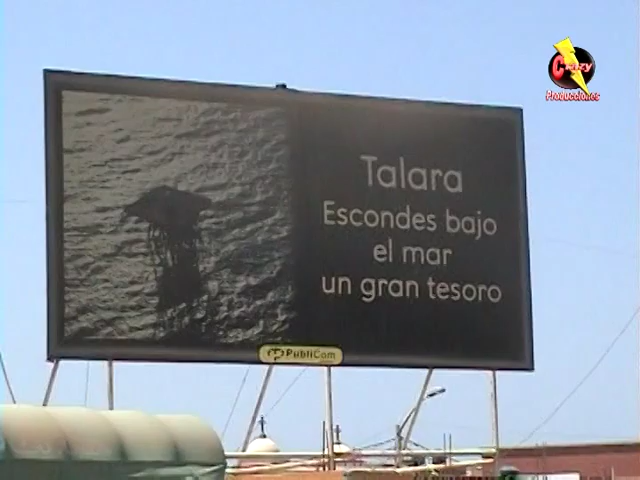 Crazy
Producciones
Talara
Escondes bajo
el mar
un gran tesoro
PubliCom